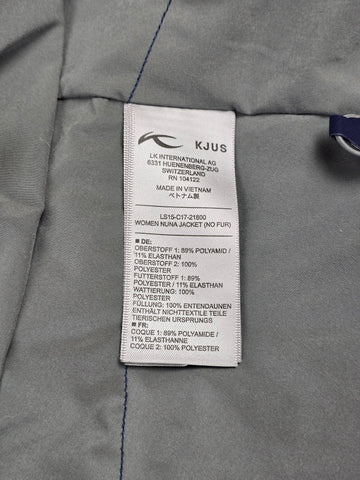 KJUS
LK INTERNATIONAL AG
6331 HUENENBERG-ZUG
SWITZERLAND
RN 104122
MADE IN VIETNAM
ベトナム製
LS15-C17-21800
WOMEN NUNA JACKET (NO FUR)
■ DE:
OBERSTOFF 1: 89% POLYAMID /
11% ELASTHAN
OBERSTOFF 2: 100%
POLYESTER
FUTTERSTOFF 1: 89%
POLYESTER / 11% ELASTHAN
WATTIERUNG: 100%
POLYESTER
FÜLLUNG: 100% ENTENDAUNEN
ENTHÄLT NICHTTEXTILE TEILE
TIERISCHEN URSPRUNGS
■ FR:
COQUE 1: 89% POLYAMIDE /
11% ELASTHANNE
COQUE 2: 100% POLYESTER